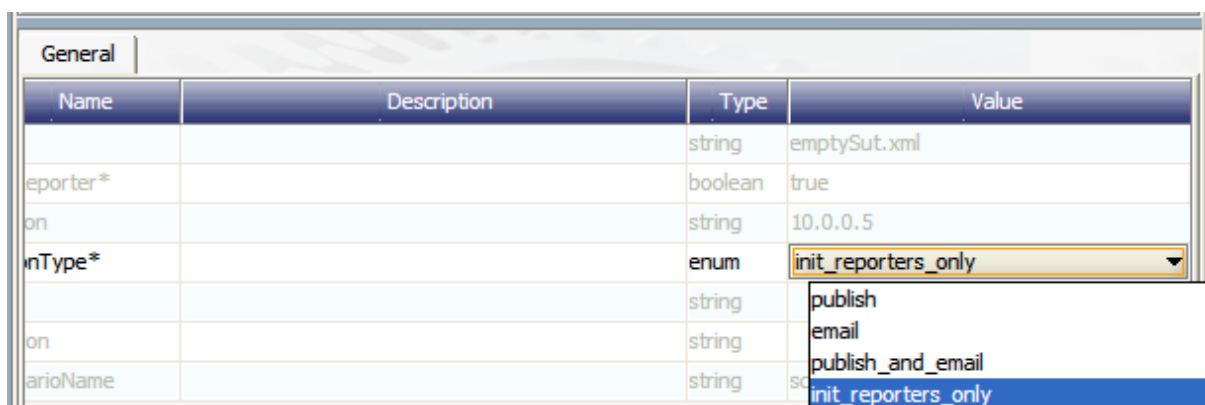 General
Name Description Type Value
string emptySut.xml
eporter* boolean true
on string 10.0.0.5
nType* enum init_reporters_only
string publish
email
on string publish_and_email
arioName string sc init_reporters_only